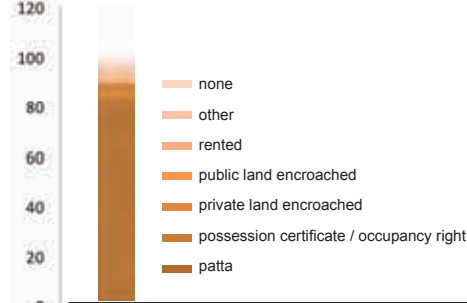 120
100
80
60
40
20
none
other
rented
public land encroached
private land encroached
possession certificate / occupancy right
patta